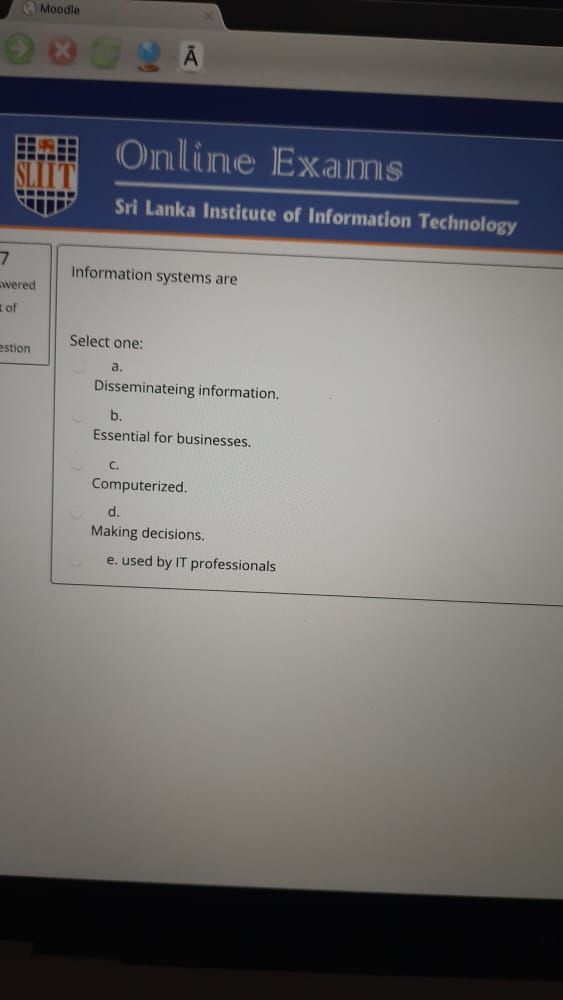 Moodle
Ã
SLIIT
Online Exams
Sri Lanka Institute of Information Technology
7
swered
t of
estion
Information systems are
Select one:
a.
Disseminateing information.
b.
Essential for businesses.
c.
Computerized.
d.
Making decisions.
e. used by IT professionals